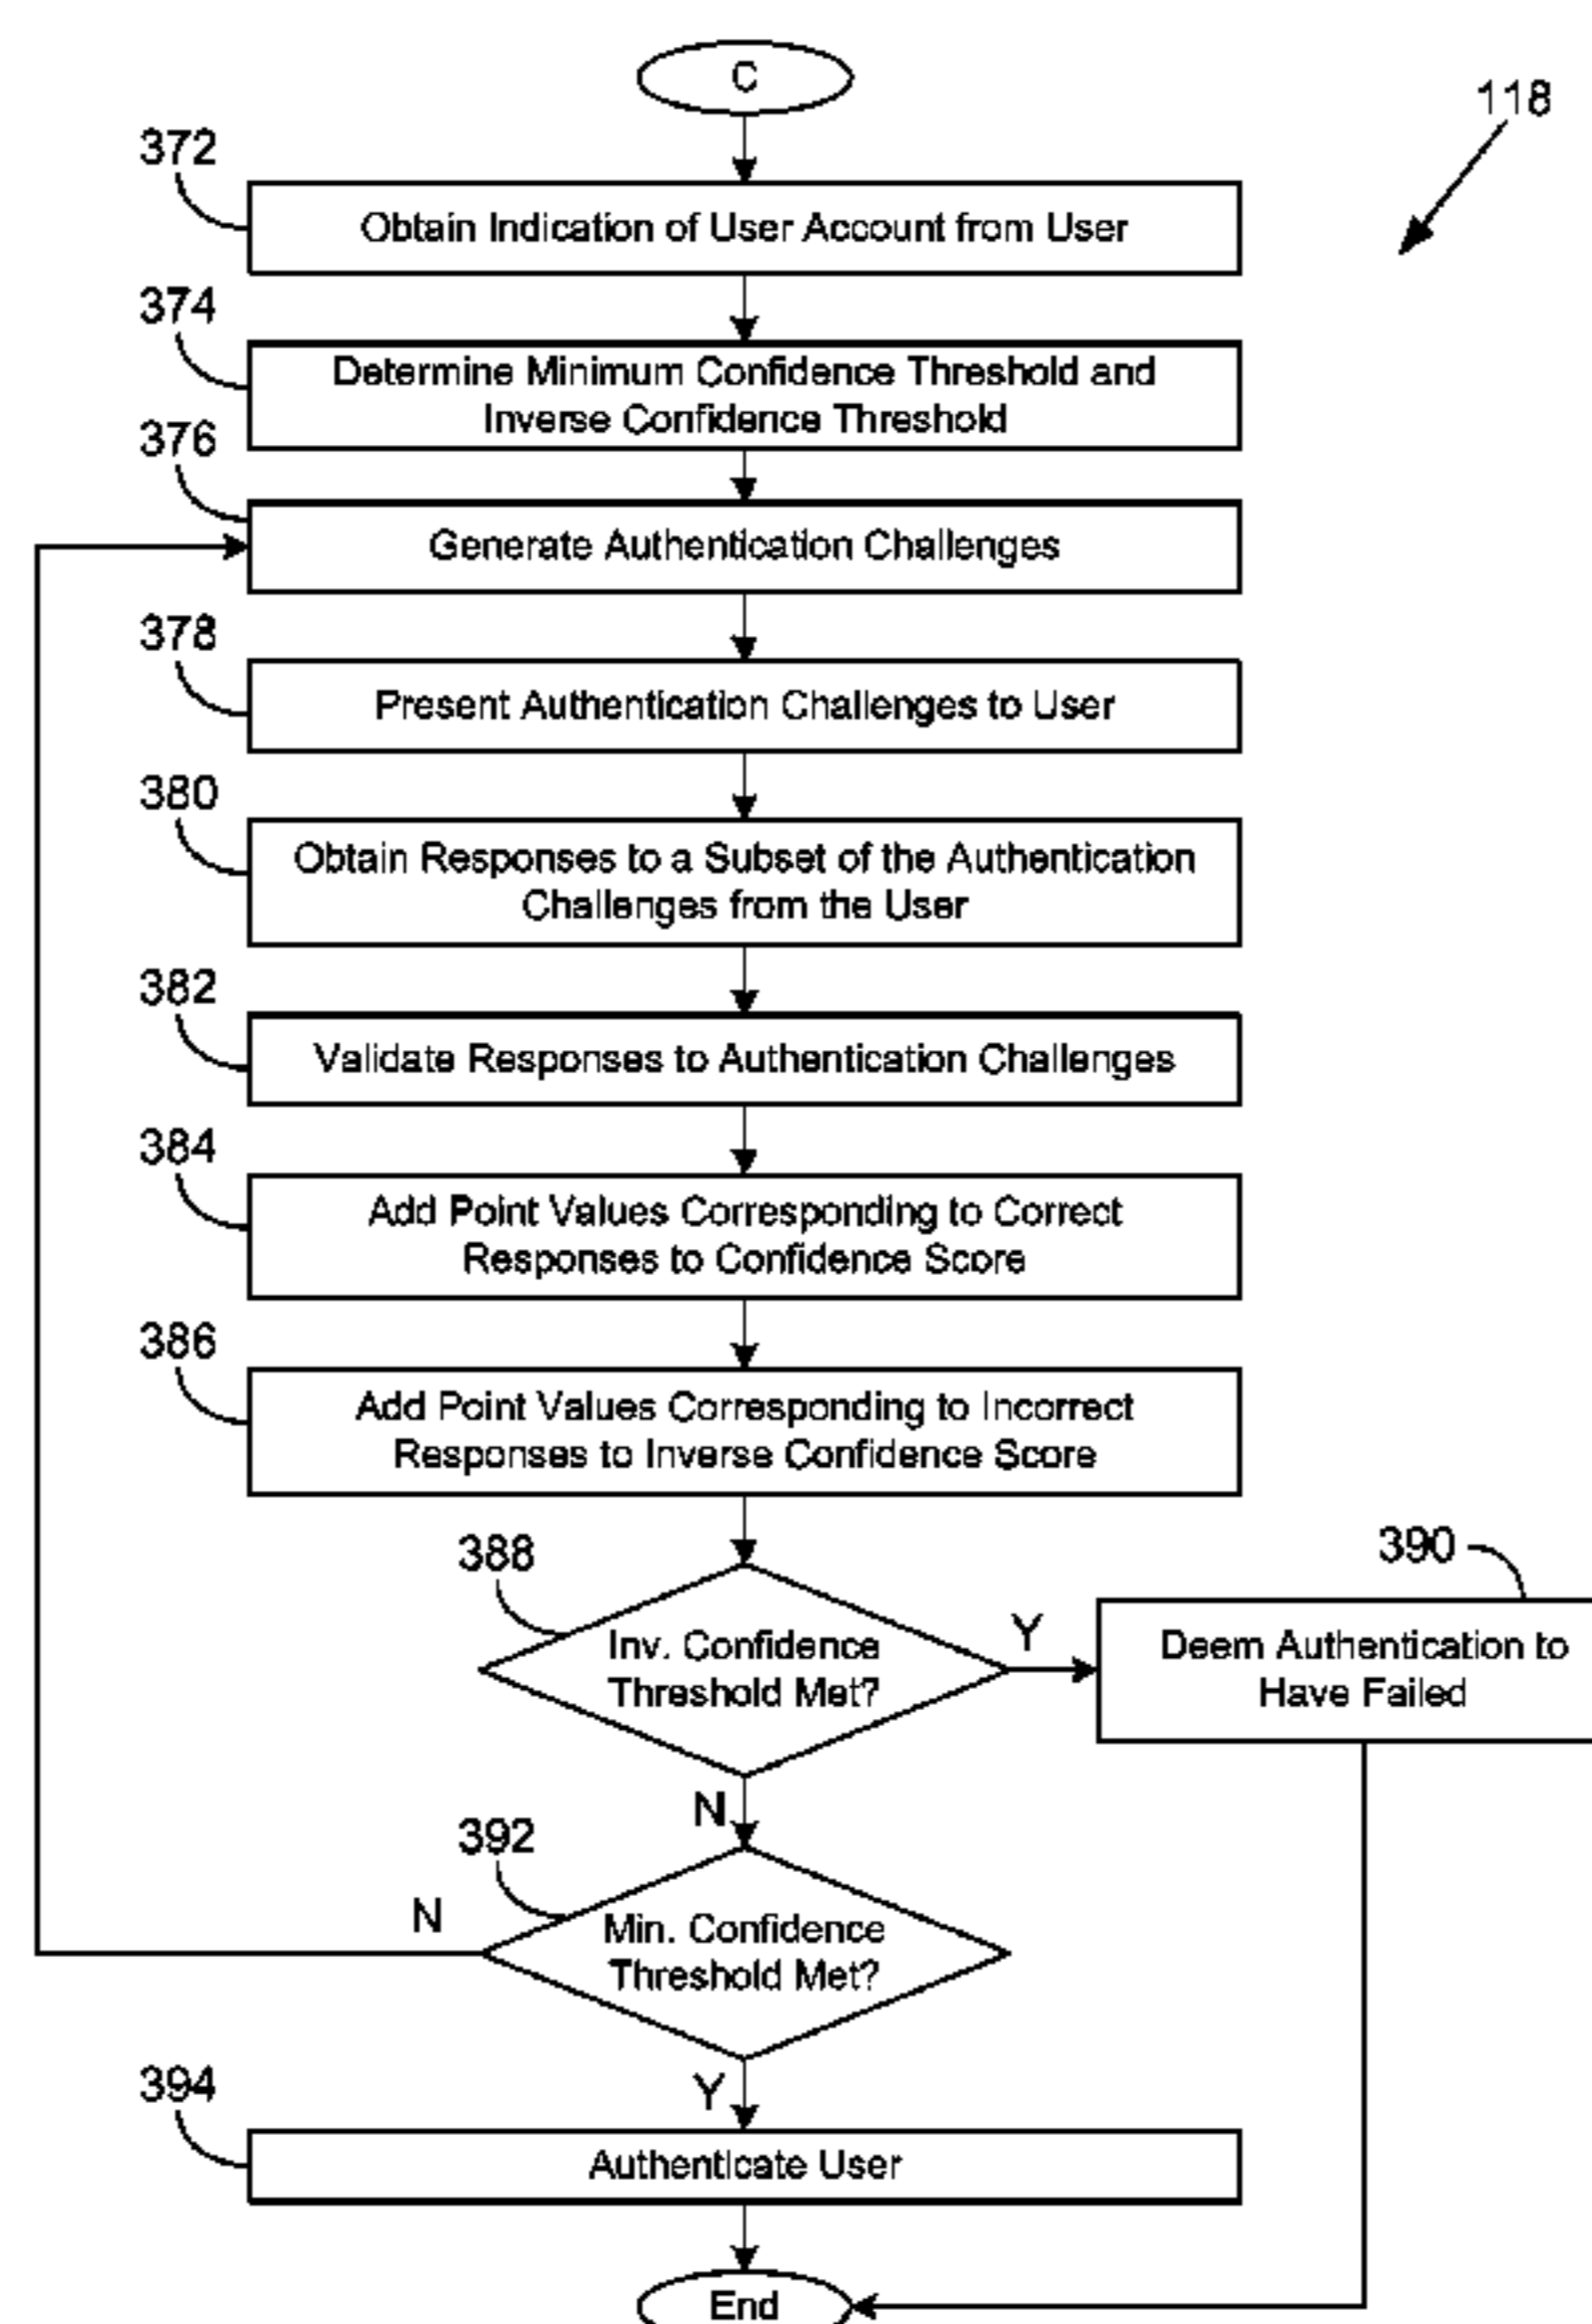 C
118
372
Obtain Indication of User Account from User
374
Determine Minimum Confidence Threshold and
Inverse Confidence Threshold
376
Generate Authentication Challenges
378
Present Authentication Challenges to User
380
Obtain Responses to a Subset of the Authentication
Challenges from the User
382
Validate Responses to Authentication Challenges
384
Add Point Values Corresponding to Correct
Responses to Confidence Score
386
Add Point Values Corresponding to Incorrect
Responses to Inverse Confidence Score
388
Inv. Confidence
Threshold Met?
Y
390
Deem Authentication to
Have Failed
N
392
Min. Confidence
Threshold Met?
N
Y
394
Authenticate User
End